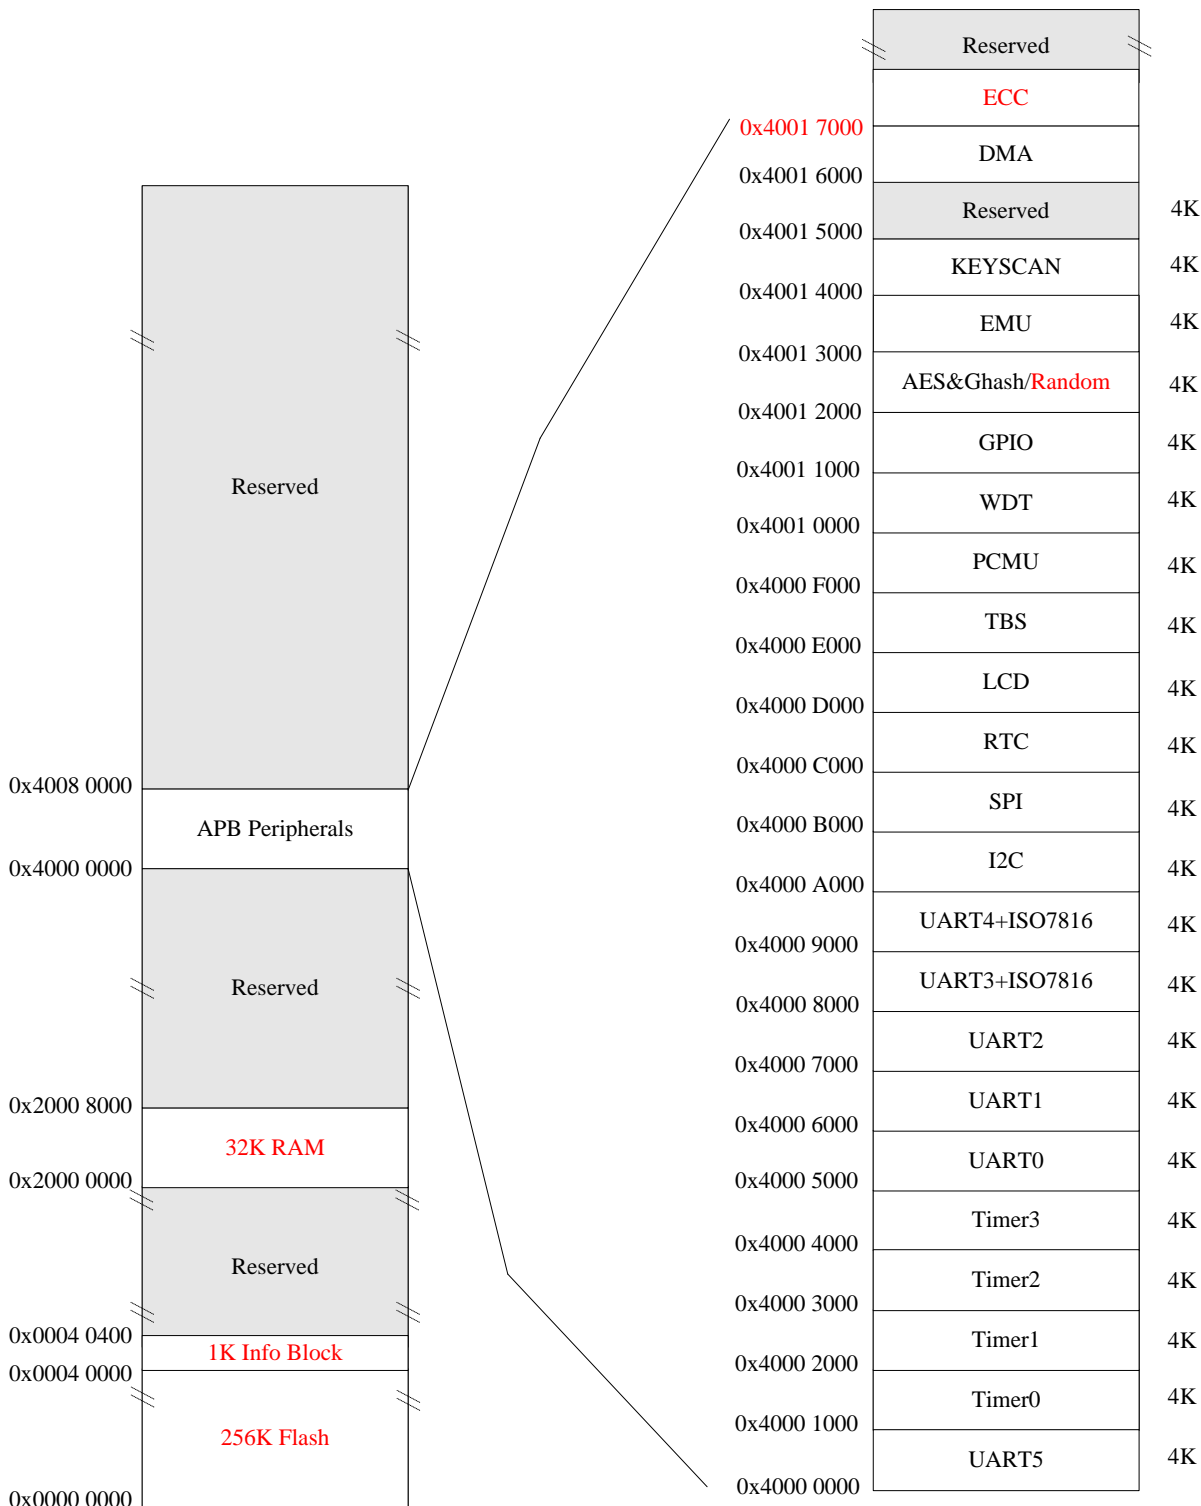 Reserved
0x4008 0000
APB Peripherals
0x4000 0000
Reserved
0x2000 8000
32K RAM
0x2000 0000
Reserved
0x0004 0400
1K Info Block
0x0004 0000
256K Flash
0x0000 0000
Reserved
ECC
0x4001 7000
DMA
0x4001 6000
Reserved 4K
0x4001 5000
KEYSCAN 4K
0x4001 4000
EMU 4K
0x4001 3000
AES&Ghash/Random 4K
0x4001 2000
GPIO 4K
0x4001 1000
WDT 4K
0x4001 0000
PCMU 4K
0x4000 F000
TBS 4K
0x4000 E000
LCD 4K
0x4000 D000
RTC 4K
0x4000 C000
SPI 4K
0x4000 B000
I2C 4K
0x4000 A000
UART4+ISO7816 4K
0x4000 9000
UART3+ISO7816 4K
0x4000 8000
UART2 4K
0x4000 7000
UART1 4K
0x4000 6000
UART0 4K
0x4000 5000
Timer3 4K
0x4000 4000
Timer2 4K
0x4000 3000
Timer1 4K
0x4000 2000
Timer0 4K
0x4000 1000
UART5 4K
0x4000 0000